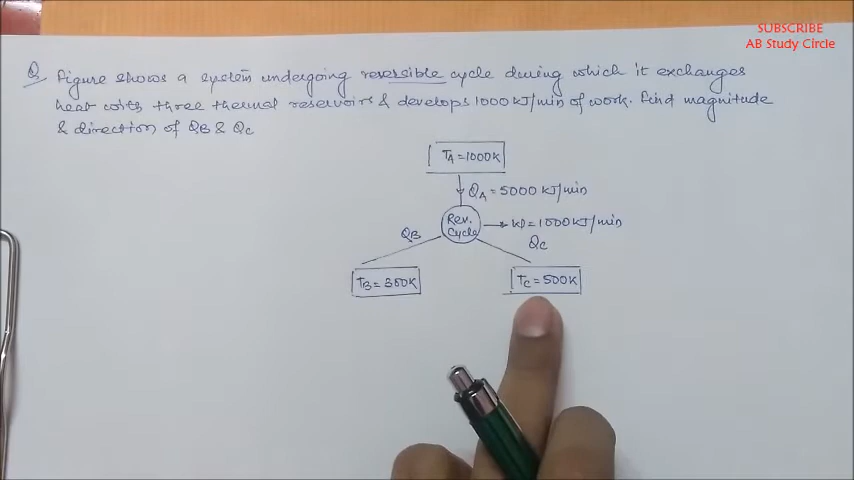 SUBSCRIBE
AB Study Circle
Q Figure shows a system undergoing reversible cycle during which it exchanges
heat with three thermal reservoirs & develops 1000 KJ/min of work. Find magnitude
& direction of QB & QC
TA = 1000K
QA = 5000 KJ/min
Rev. Cycle
W = 1000 KJ/min
QB
QC
TB = 300K
TC = 500K